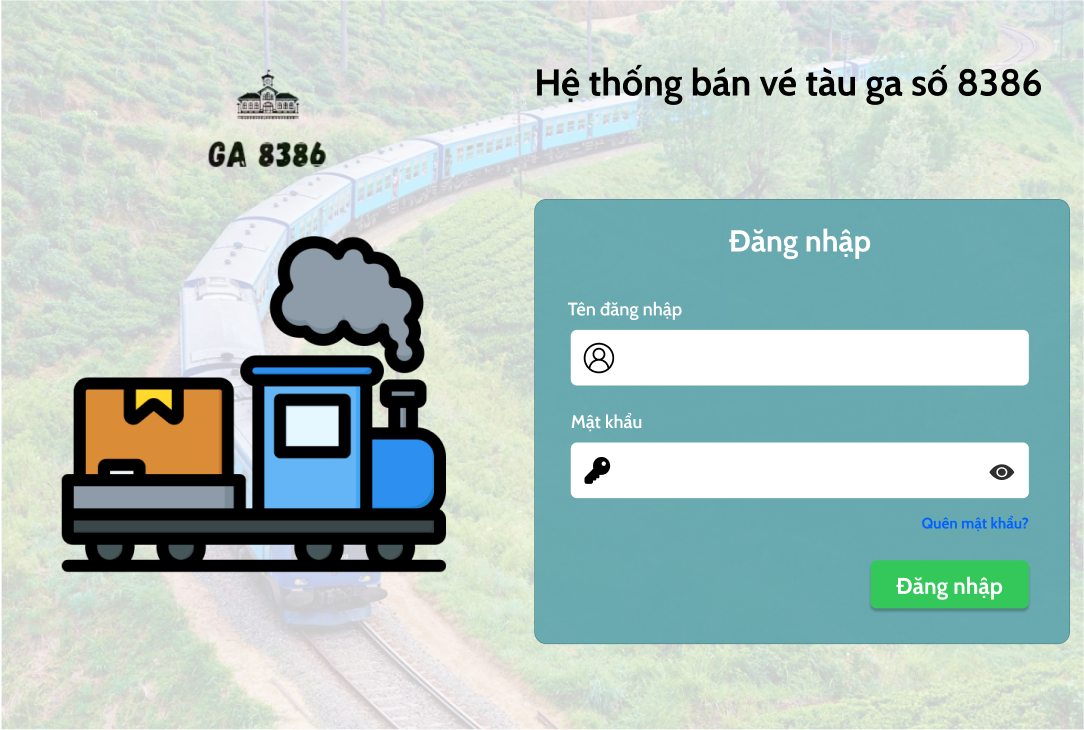 GA 8386
Hệ thống bán vé tàu ga số 8386
Đăng nhập
Tên đăng nhập
Mật khẩu
Quên mật khẩu?
Đăng nhập